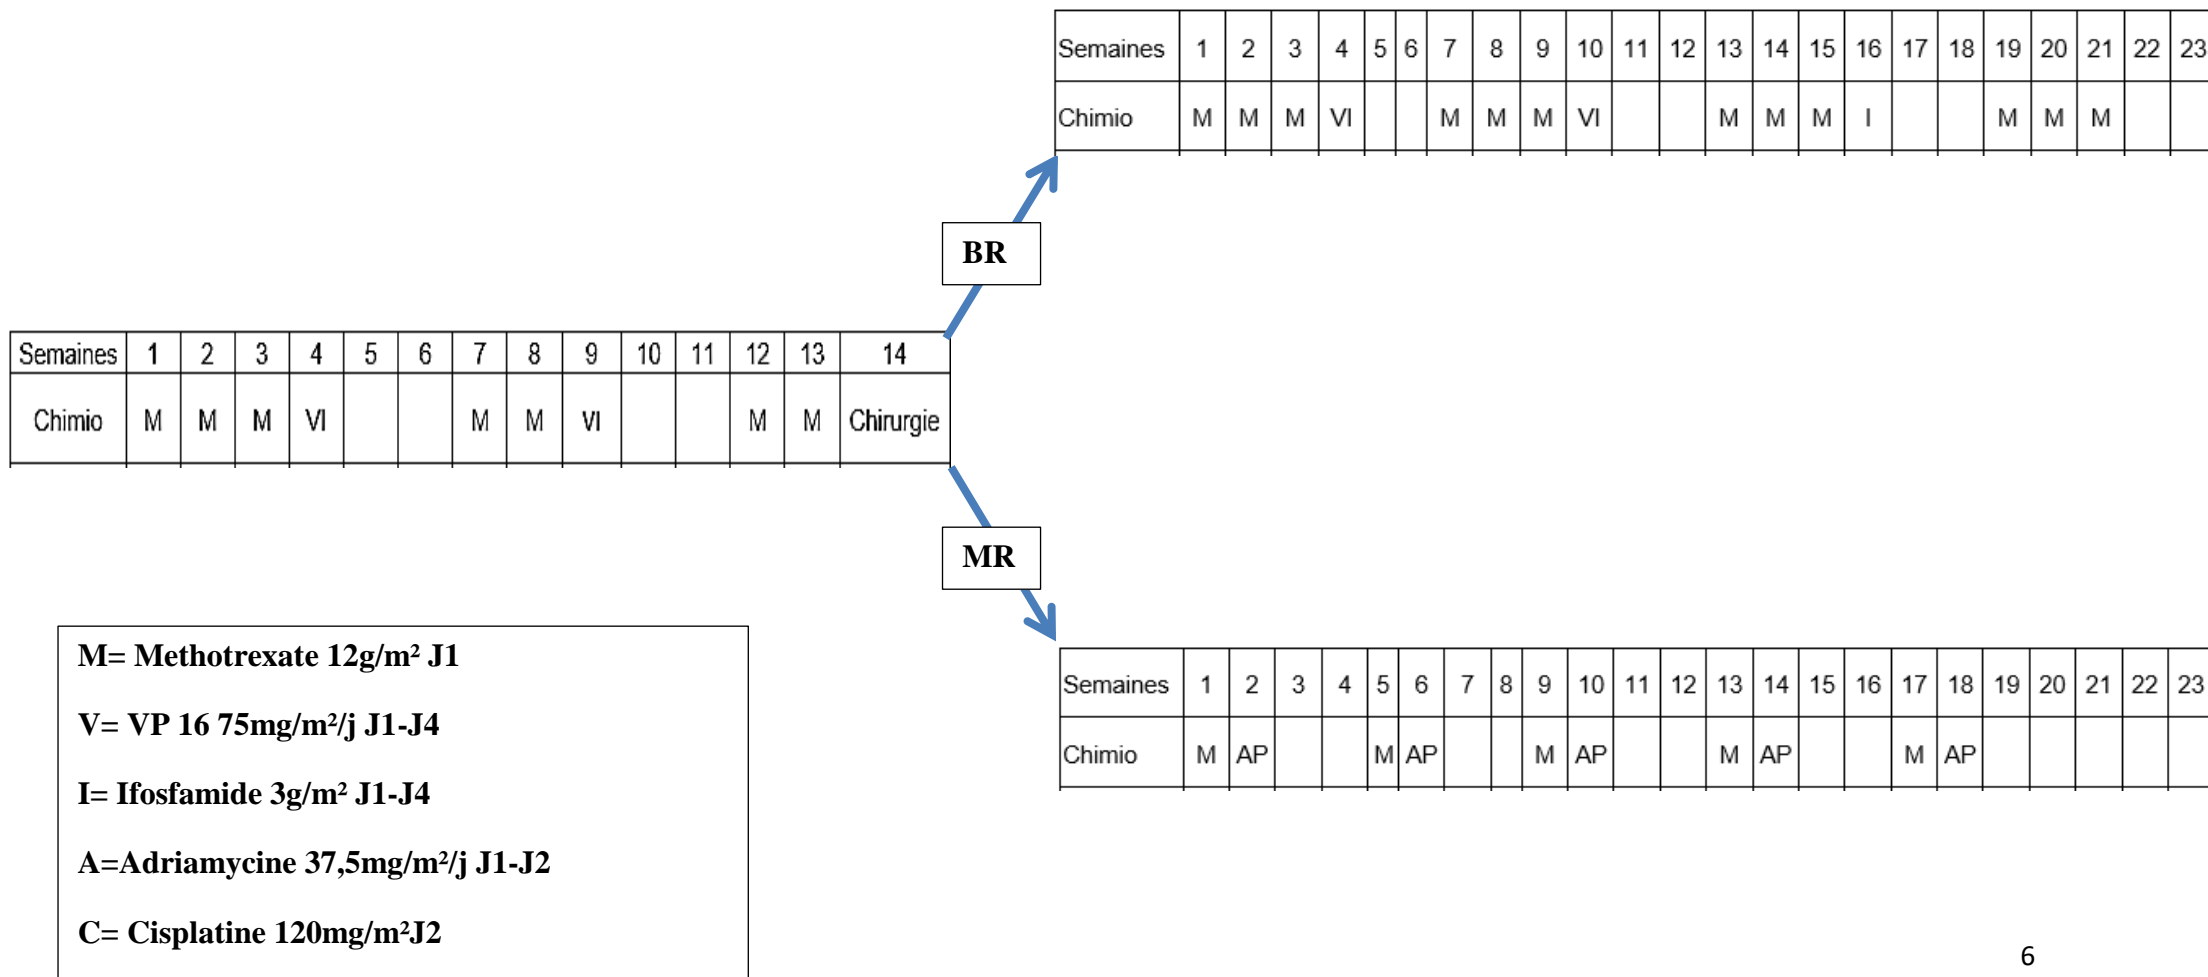 Semaines 1 2 3 4 5 6 7 8 9 10 11 12 13 14 15 16 17 18 19 20 21 22 23
Chimio M M M VI M M M VI M M M I M M M
BR
Semaines 1 2 3 4 5 6 7 8 9 10 11 12 13 14
Chimio M M M VI M M VI M M Chirurgie
MR
Semaines 1 2 3 4 5 6 7 8 9 10 11 12 13 14 15 16 17 18 19 20 21 22 23
Chimio M AP M AP M AP M AP M AP
M= Methotrexate 12g/m² J1
V= VP 16 75mg/m²/j J1-J4
I= Ifosfamide 3g/m² J1-J4
A=Adriamycine 37,5mg/m²/j J1-J2
C= Cisplatine 120mg/m²J2
6